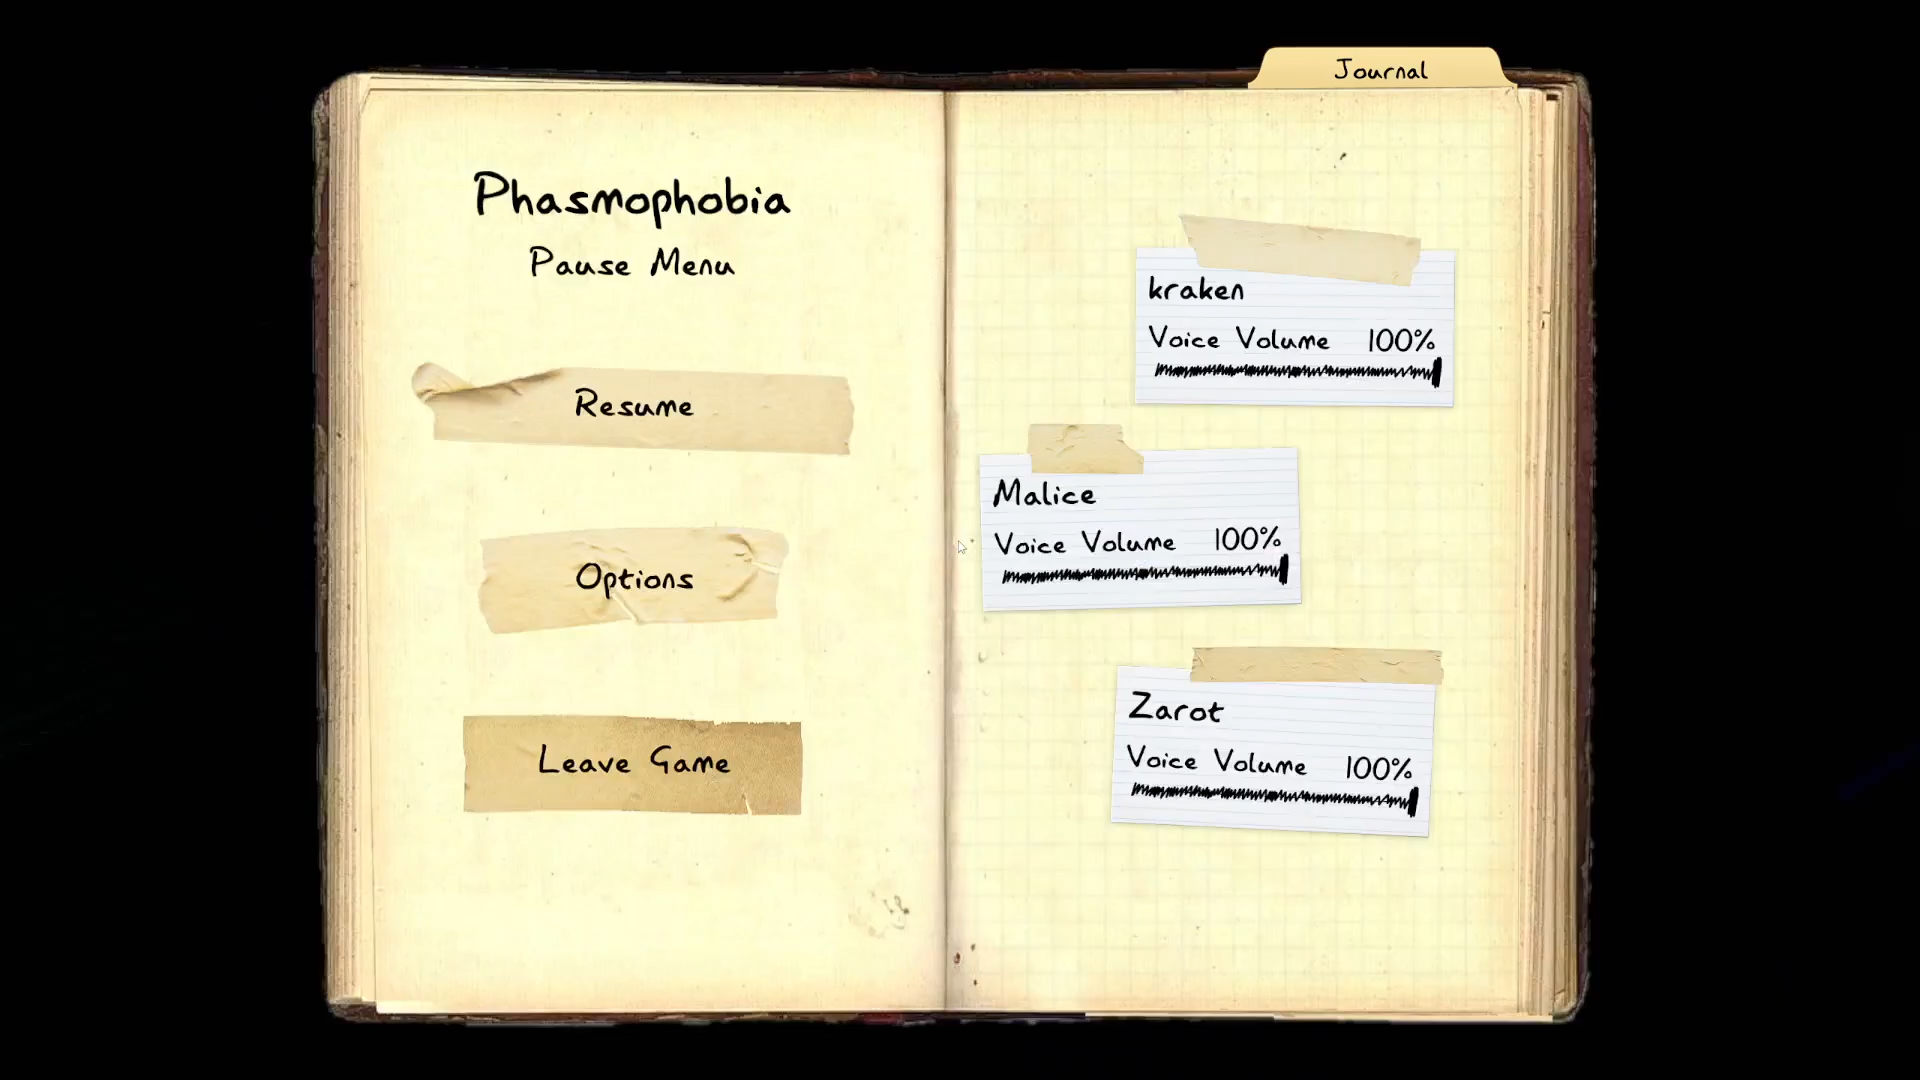 Journal
Phasmophobia
Pause Menu
Resume
Options
Leave Game
kraken
Voice Volume 100%
Malice
Voice Volume 100%
Zarot
Voice Volume 100%